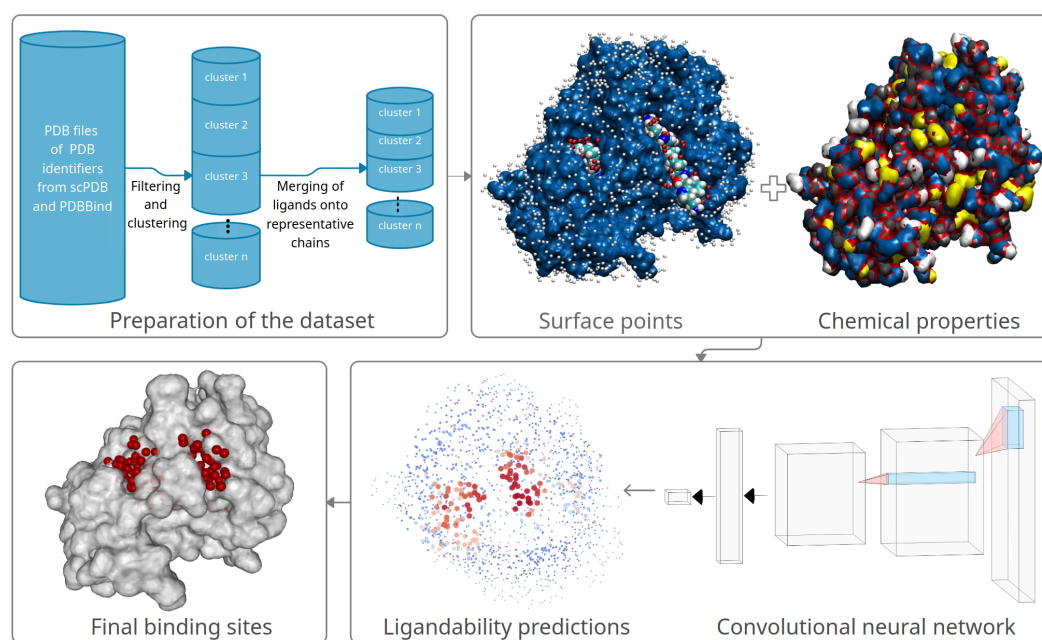 PDB files
of PDB
identifiers
from scPDB
and PDBBind
Filtering
and
clustering
cluster 1
cluster 2
cluster 3
cluster n
Merging of
ligands onto
representative
chains
cluster 1
cluster 2
cluster 3
cluster n
Preparation of the dataset
Surface points
Chemical properties
Final binding sites
Ligandability predictions
Convolutional neural network